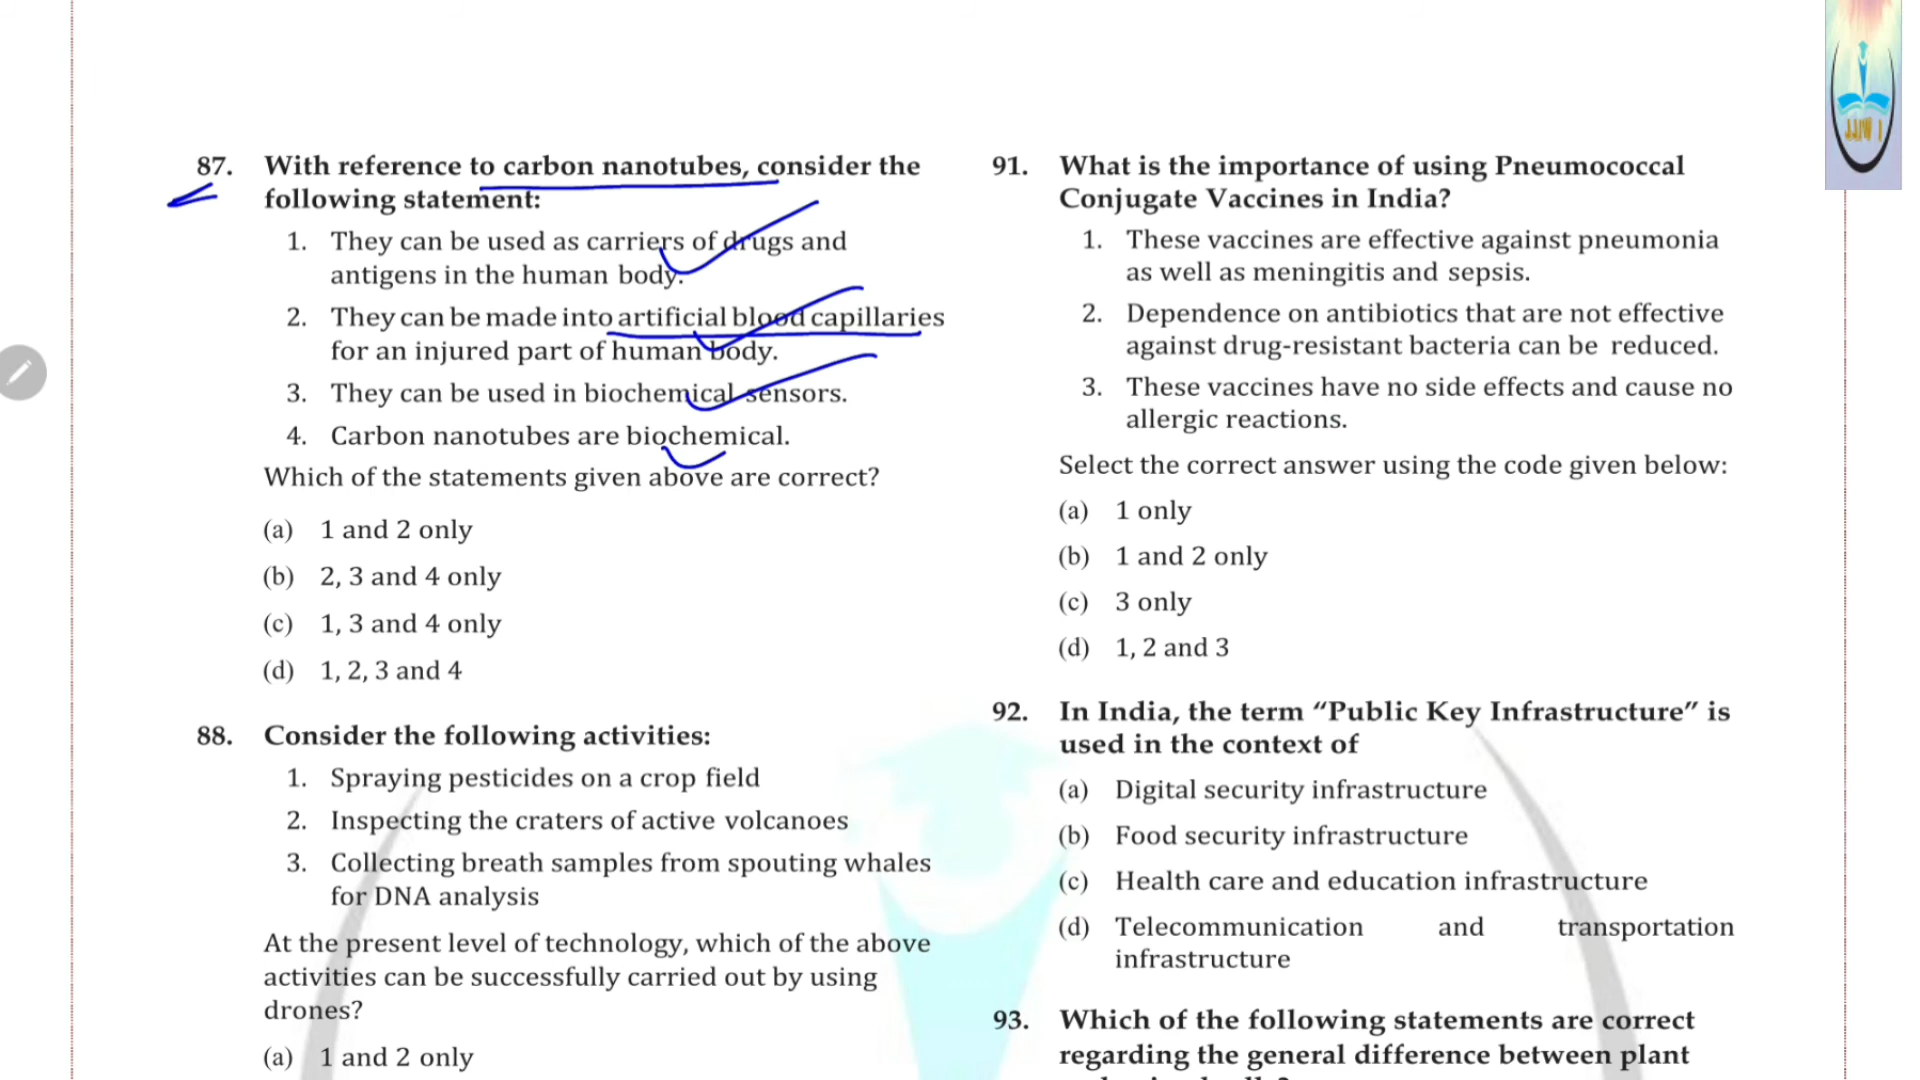 87. With reference to carbon nanotubes, consider the
following statement:
1. They can be used as carriers of drugs and
antigens in the human body.
2. They can be made into artificial blood capillaries
for an injured part of human body.
3. They can be used in biochemical sensors.
4. Carbon nanotubes are biochemical.
Which of the statements given above are correct?
(a) 1 and 2 only
(b) 2, 3 and 4 only
(c) 1, 3 and 4 only
(d) 1, 2, 3 and 4
88. Consider the following activities:
1. Spraying pesticides on a crop field
2. Inspecting the craters of active volcanoes
3. Collecting breath samples from spouting whales
for DNA analysis
At the present level of technology, which of the above
activities can be successfully carried out by using
drones?
(a) 1 and 2 only
91. What is the importance of using Pneumococcal
Conjugate Vaccines in India?
1. These vaccines are effective against pneumonia
as well as meningitis and sepsis.
2. Dependence on antibiotics that are not effective
against drug-resistant bacteria can be reduced.
3. These vaccines have no side effects and cause no
allergic reactions.
Select the correct answer using the code given below:
(a) 1 only
(b) 1 and 2 only
(c) 3 only
(d) 1, 2 and 3
92. In India, the term “Public Key Infrastructure” is
used in the context of
(a) Digital security infrastructure
(b) Food security infrastructure
(c) Health care and education infrastructure
(d) Telecommunication and transportation
infrastructure
93. Which of the following statements are correct
regarding the general difference between plant